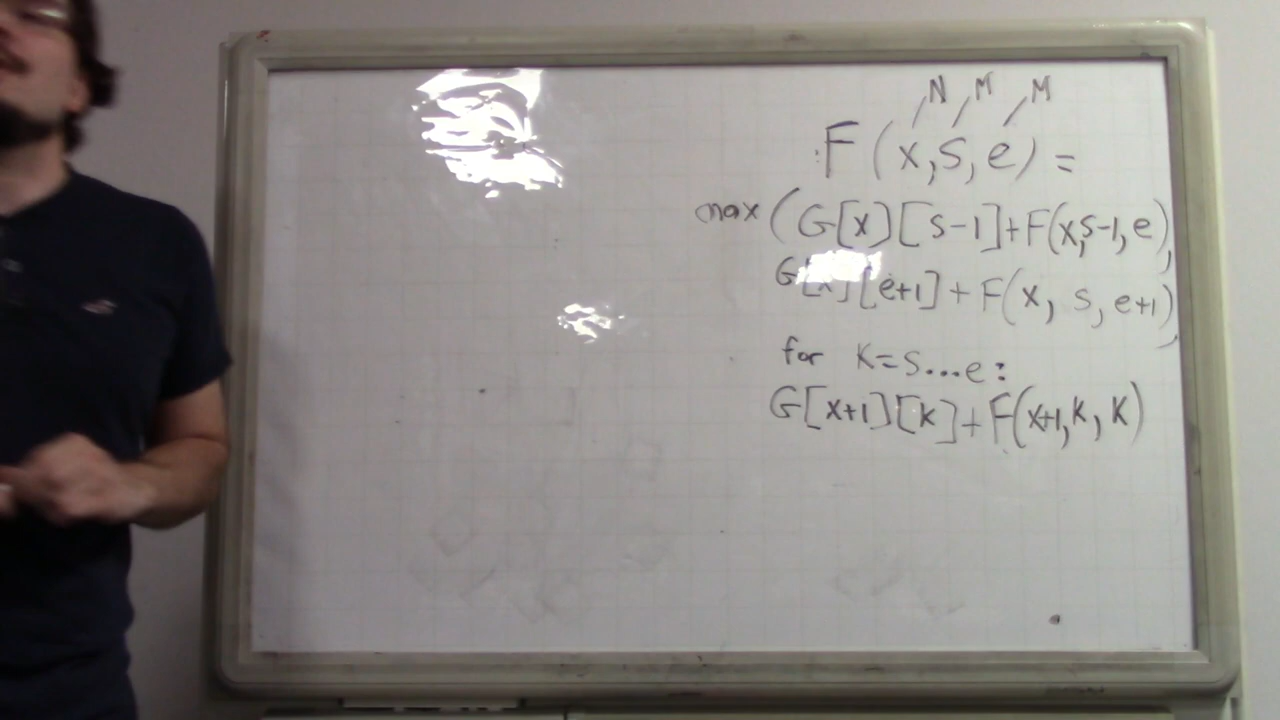 N M M
F(x,s,e) =
max(G[x][s-1]+F(x,s-1,e),
G[x][e+1]+F(x, s, e+1),
for k=s...e:
G[x+1][k]+F(x+1,k,k)